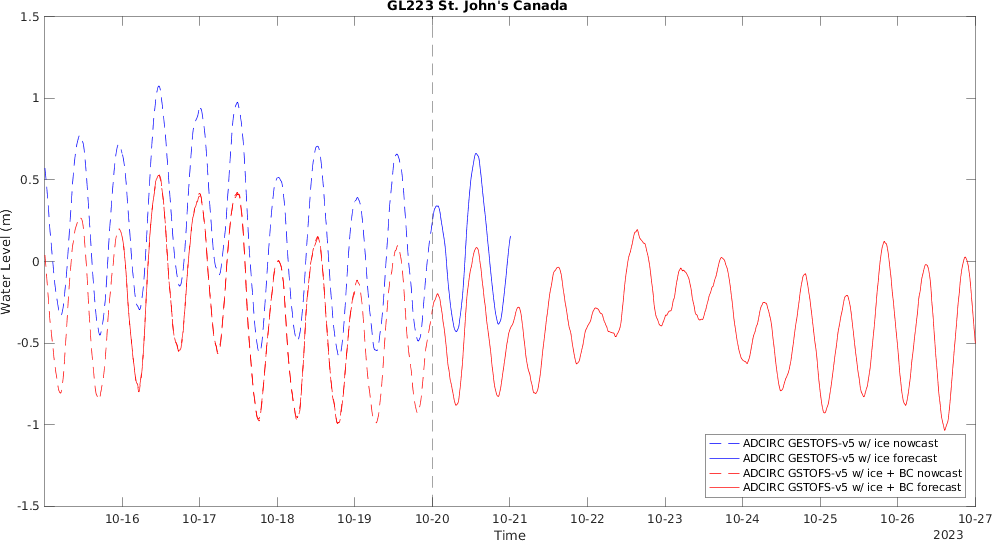 GL223 St. John's Canada
1.5
1
0.5
0
-0.5
-1
-1.5
Water Level (m)
ADCIRC GESTOFS-v5 w/ ice nowcast
ADCIRC GESTOFS-v5 w/ ice forecast
ADCIRC GSTOFS-v5 w/ ice + BC nowcast
ADCIRC GSTOFS-v5 w/ ice + BC forecast
10-16 10-17 10-18 10-19 10-20 10-21 10-22 10-23 10-24 10-25 10-26 10-27
Time
2023